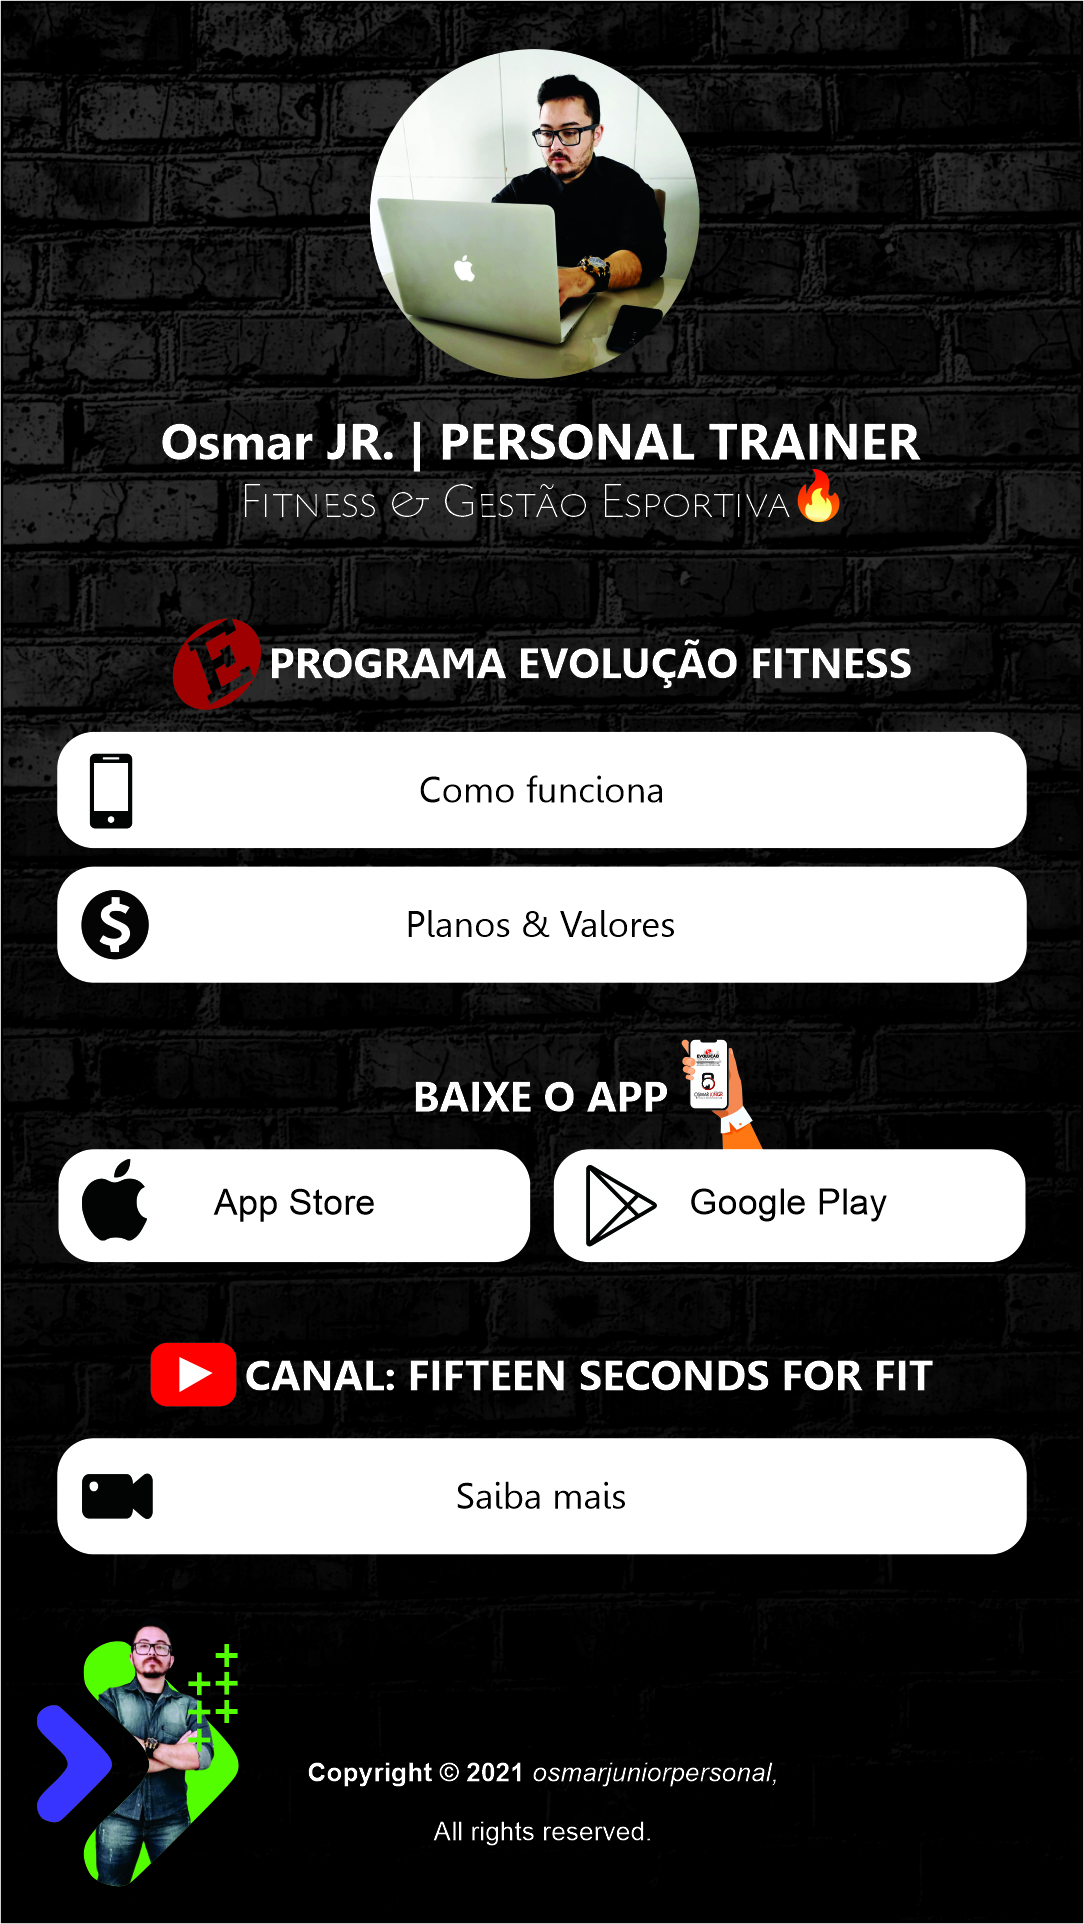 Osmar JR. | PERSONAL TRAINER
Fitness & Gestão Esportiva
E PROGRAMA EVOLUÇÃO FITNESS
Como funciona
$ Planos & Valores
BAIXE O APP
EVOLUÇÃO
App Store
Google Play
CANAL: FIFTEEN SECONDS FOR FIT
Saiba mais
Copyright © 2021 osmarjuniorpersonal,
All rights reserved.